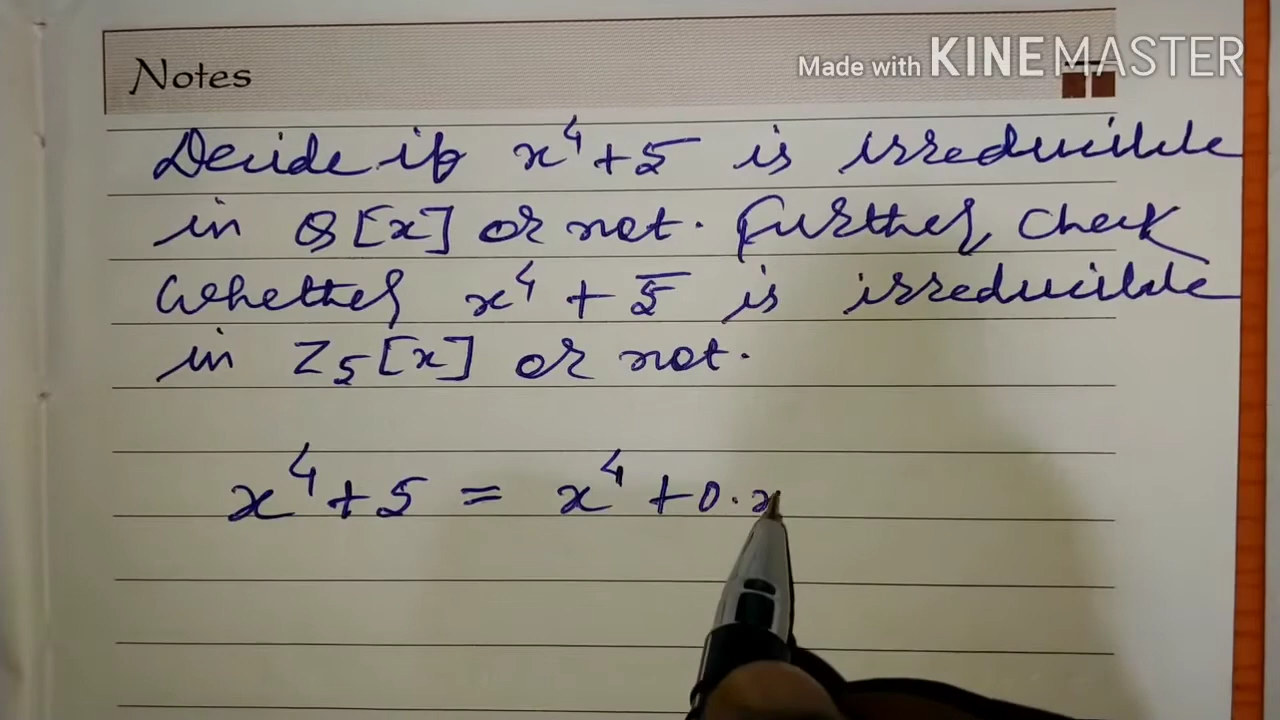 Notes
Made with KINEMASTER
Decide if x⁴+5 is irreducible
in Q[x] or not. Further, check
whether x⁴ + 5̅ is irreducible
in Z₅[x] or not.
x⁴+5 = x⁴+0.x